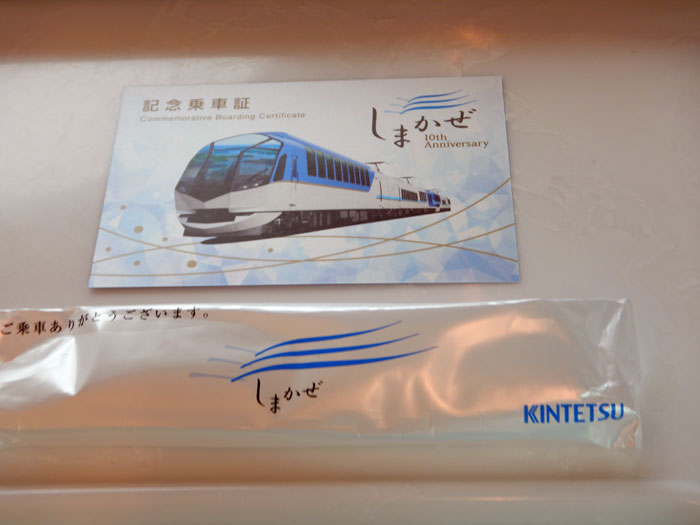 記念乗車証
Commemorative Boarding Certificate
しまかぜ
10th
Anniversary
ご乗車ありがとうございます。
しまかぜ
KINTETSU